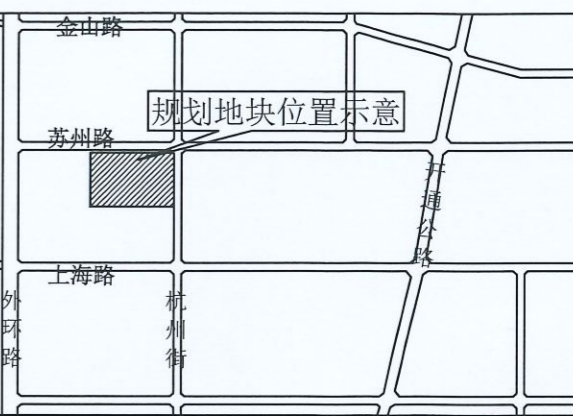 金山路
规划地块位置示意
苏州路
开通公路
上海路
外环路
杭州街